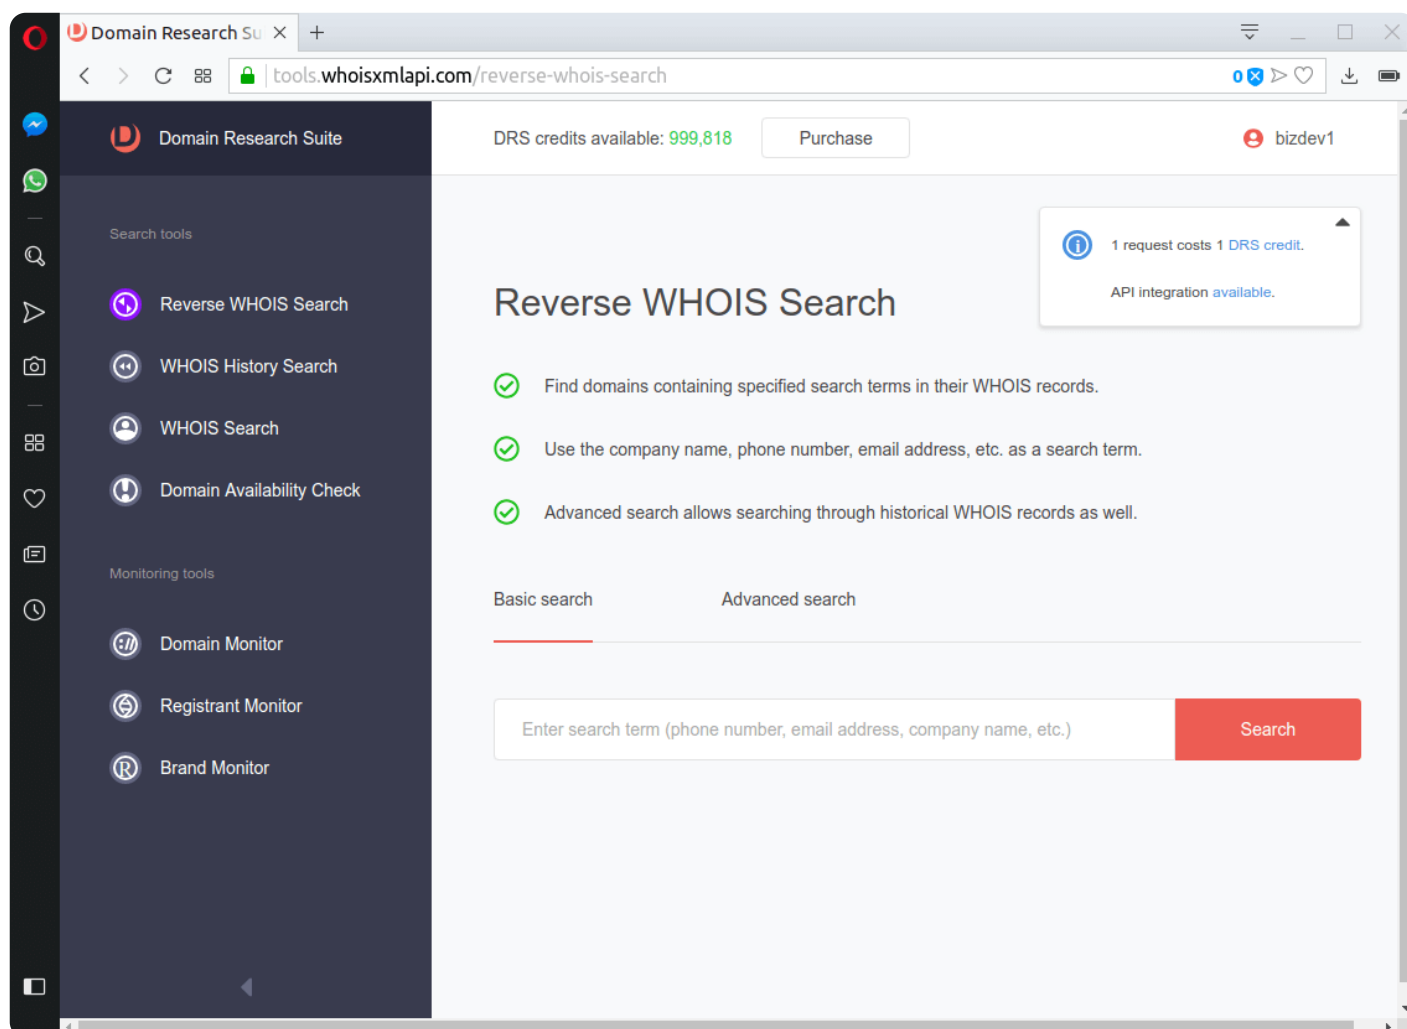 Domain Research Su
tools.whoisxmlapi.com/reverse-whois-search
0
Domain Research Suite
DRS credits available: 999,818
Purchase
bizdev1
Search tools
Reverse WHOIS Search
WHOIS History Search
WHOIS Search
Domain Availability Check
Monitoring tools
Domain Monitor
Registrant Monitor
Brand Monitor
1 request costs 1 DRS credit.
API integration available.
Reverse WHOIS Search
Find domains containing specified search terms in their WHOIS records.
Use the company name, phone number, email address, etc. as a search term.
Advanced search allows searching through historical WHOIS records as well.
Basic search
Advanced search
Enter search term (phone number, email address, company name, etc.)
Search